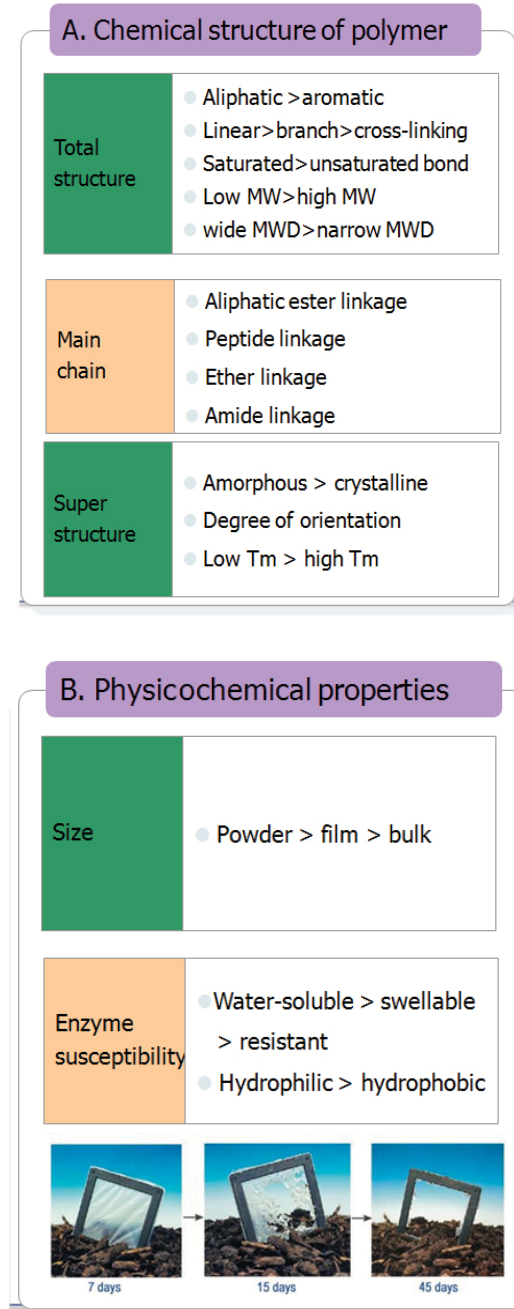 A. Chemical structure of polymer
Total
structure
Aliphatic >aromatic
Linear>branch>cross-linking
Saturated>unsaturated bond
Low MW>high MW
wide MWD>narrow MWD
Main
chain
Aliphatic ester linkage
Peptide linkage
Ether linkage
Amide linkage
Super
structure
Amorphous > crystalline
Degree of orientation
Low Tm > high Tm
B. Physicochemical properties
Size
Powder > film > bulk
Enzyme
susceptibility
Water-soluble > swellable
> resistant
Hydrophilic > hydrophobic
7 days
15 days
45 days